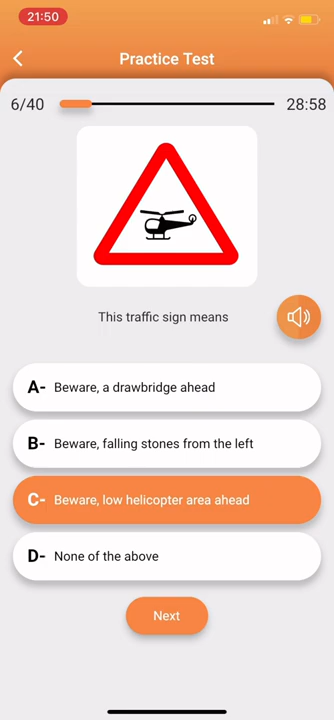 21:50
Practice Test
6/40
28:58
This traffic sign means
A- Beware, a drawbridge ahead
B- Beware, falling stones from the left
C- Beware, low helicopter area ahead
D- None of the above
Next